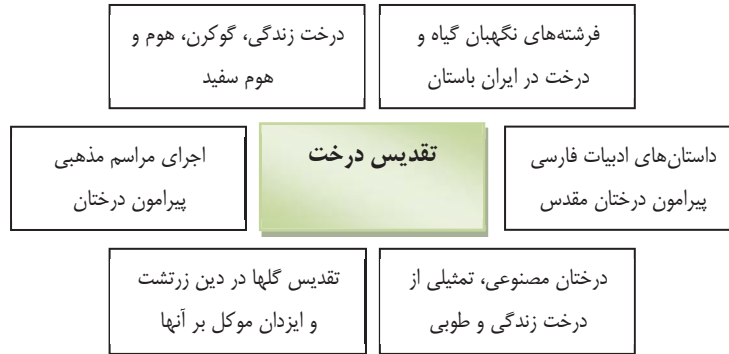 فرشته‌های نگهبان گیاه و
درخت در ایران باستان
درخت زندگی، گوکرن، هوم و
هوم سفید
داستان‌های ادبیات فارسی
پیرامون درختان مقدس
تقدیس درخت
اجرای مراسم مذهبی
پیرامون درختان
درختان مصنوعی، تمثیلی از
درخت زندگی و طوبی
تقدیس گلها در دین زرتشت
و ایزدان موکل بر آنها